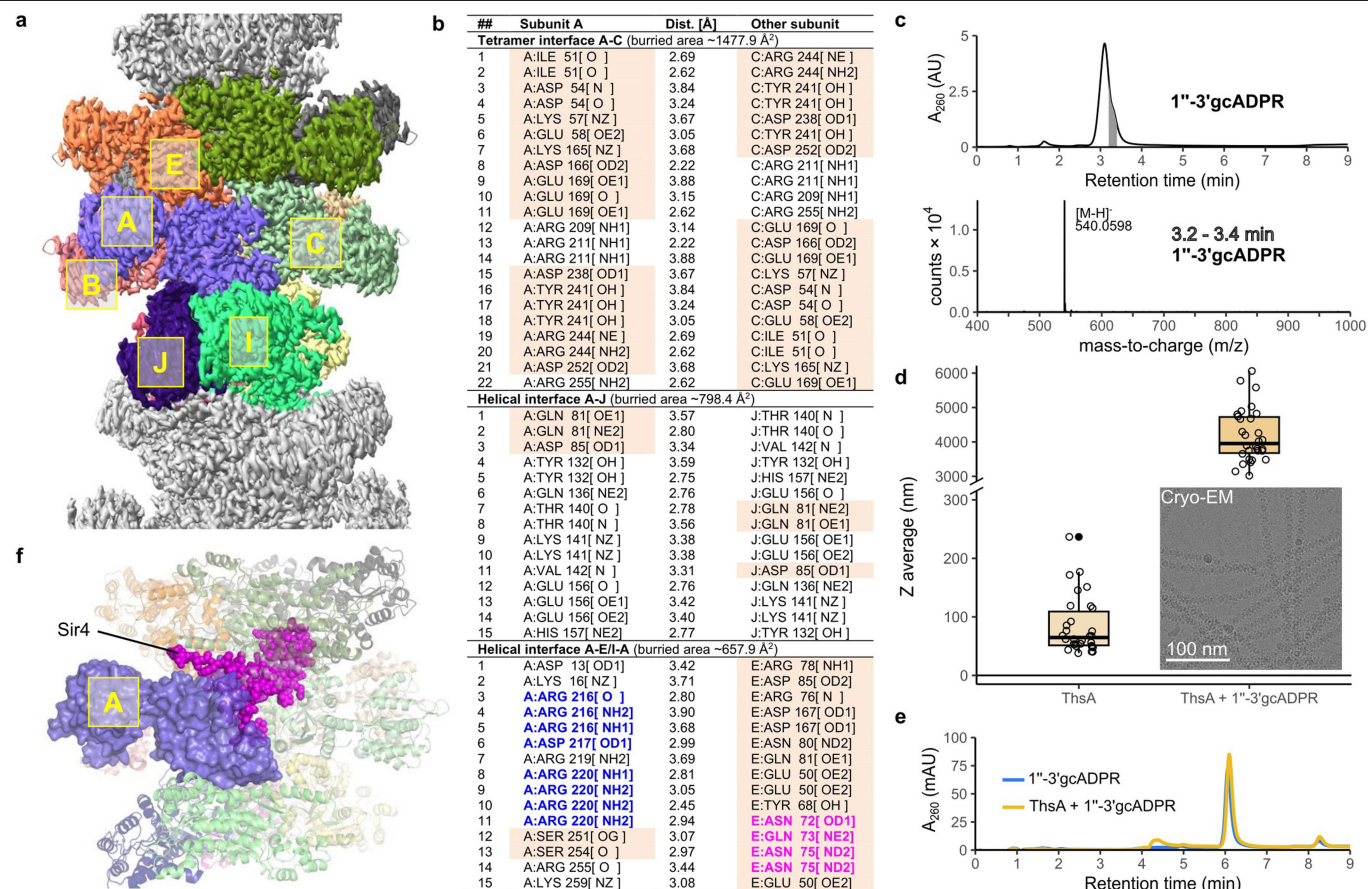 a
E
A
C
B
J
I
b
## Subunit A Dist. [Å] Other subunit
Tetramer interface A-C (burried area ~1477.9 Å²)
1 A:ILE 51[ O ] 2.69 C:ARG 244[ NE ]
2 A:ILE 51[ O ] 2.62 C:ARG 244[ NH2]
3 A:ASP 54[ N ] 3.84 C:TYR 241[ OH ]
4 A:ASP 54[ O ] 3.24 C:TYR 241[ OH ]
5 A:LYS 57[ NZ ] 3.67 C:ASP 238[ OD1]
6 A:GLU 58[ OE2] 3.05 C:TYR 241[ OH ]
7 A:LYS 165[ NZ ] 3.68 C:ASP 252[ OD2]
8 A:ASP 166[ OD2] 2.22 C:ARG 211[ NH1]
9 A:GLU 169[ OE1] 3.88 C:ARG 211[ NH1]
10 A:GLU 169[ O ] 3.15 C:ARG 209[ NH1]
11 A:GLU 169[ OE1] 2.62 C:ARG 255[ NH2]
12 A:ARG 209[ NH1] 3.14 C:GLU 169[ O ]
13 A:ARG 211[ NH1] 2.22 C:ASP 166[ OD2]
14 A:ARG 211[ NH1] 3.88 C:GLU 169[ OE1]
15 A:ASP 238[ OD1] 3.67 C:LYS 57[ NZ ]
16 A:TYR 241[ OH ] 3.84 C:ASP 54[ N ]
17 A:TYR 241[ OH ] 3.24 C:ASP 54[ O ]
18 A:TYR 241[ OH ] 3.05 C:GLU 58[ OE2]
19 A:ARG 244[ NE ] 2.69 C:ILE 51[ O ]
20 A:ARG 244[ NH2] 2.62 C:ILE 51[ O ]
21 A:ASP 252[ OD2] 3.68 C:LYS 165[ NZ ]
22 A:ARG 255[ NH2] 2.62 C:GLU 169[ OE1]
Helical interface A-J (burried area ~798.4 Å²)
1 A:GLN 81[ OE1] 3.57 J:THR 140[ N ]
2 A:GLN 81[ NE2] 2.80 J:THR 140[ O ]
3 A:ASP 85[ OD1] 3.34 J:VAL 142[ N ]
4 A:TYR 132[ OH ] 3.59 J:TYR 132[ OH ]
5 A:TYR 132[ OH ] 2.75 J:HIS 157[ NE2]
6 A:GLN 136[ NE2] 2.76 J:GLU 156[ O ]
7 A:THR 140[ O ] 2.78 J:GLN 81[ NE2]
8 A:THR 140[ N ] 3.56 J:GLN 81[ OE1]
9 A:LYS 141[ NZ ] 3.38 J:GLU 156[ OE1]
10 A:LYS 141[ NZ ] 3.38 J:GLU 156[ OE2]
11 A:VAL 142[ N ] 3.31 J:ASP 85[ OD1]
12 A:GLU 156[ O ] 2.76 J:GLN 136[ NE2]
13 A:GLU 156[ OE1] 3.42 J:LYS 141[ NZ ]
14 A:GLU 156[ OE2] 3.40 J:LYS 141[ NZ ]
15 A:HIS 157[ NE2] 2.77 J:TYR 132[ OH ]
Helical interface A-E/I-A (burried area ~657.9 Å²)
1 A:ASP 13[ OD1] 3.42 E:ARG 78[ NH1]
2 A:LYS 16[ NZ ] 3.71 E:ASP 85[ OD2]
3 A:ARG 216[ O ] 2.80 E:ARG 76[ N ]
4 A:ARG 216[ NH2] 3.90 E:ASP 167[ OD1]
5 A:ARG 216[ NH1] 3.68 E:ASP 167[ OD1]
6 A:ASP 217[ OD1] 2.99 E:ASN 80[ ND2]
7 A:ARG 219[ NH2] 3.69 E:GLN 81[ OE1]
8 A:ARG 220[ NH1] 2.81 E:GLU 50[ OE2]
9 A:ARG 220[ NH2] 3.05 E:GLU 50[ OE2]
10 A:ARG 220[ NH2] 2.45 E:TYR 68[ OH ]
11 A:ARG 220[ NH2] 2.94 E:ASN 72[ OD1]
12 A:SER 251[ OG ] 3.07 E:GLN 73[ NE2]
13 A:SER 254[ O ] 2.97 E:ASN 75[ ND2]
14 A:ARG 255[ O ] 3.44 E:ASN 75[ ND2]
15 A:LYS 259[ NZ ] 3.08 E:GLU 50[ OE2]
c
5
2.5
0
A260 (AU)
1"-3'gcADPR
0 1 2 3 4 5 6 7 8 9
Retention time (min)
1.0
0.5
0.0
counts × 10⁴
[M-H]⁻
540.0598
3.2 - 3.4 min
1"-3'gcADPR
400 500 600 700 800 900 1000
mass-to-charge (m/z)
d
6000
5000
4000
3000
300
200
100
0
Z average (nm)
Cryo-EM
100 nm
ThsA ThsA + 1"-3'gcADPR
e
100
75
50
25
0
A260 (mAU)
1"-3'gcADPR
ThsA + 1"-3'gcADPR
0 1 2 3 4 5 6 7 8 9
Retention time (min)
f
Sir4
A